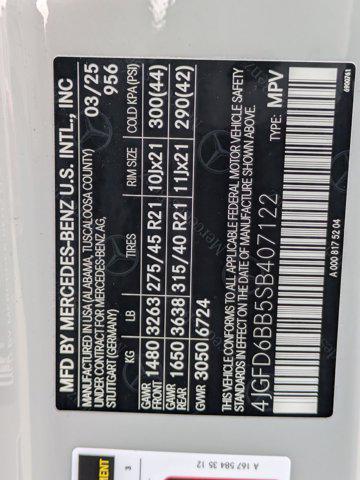 MFD BY MERCEDES-BENZ U.S. INTL., INC
MANUFACTURED IN USA (ALABAMA, TUSCALOOSA COUNTY) 03/25
UNDER CONTRACT FOR MERCEDES-BENZ AG, 956
STUTTGART (GERMANY)
KG LB TIRES RIM SIZE COLD KPA (PSI)
GAWR FRONT 1480 3263 275/45 R21 10Jx21 300(44)
GAWR REAR 1650 3638 315/40 R21 11Jx21 290(42)
GVWR 3050 6724
THIS VEHICLE CONFORMS TO ALL APPLICABLE FEDERAL MOTOR VEHICLE SAFETY
STANDARDS IN EFFECT ON THE DATE OF MANUFACTURE SHOWN ABOVE.
4JGFD6BB5SB407122 TYPE: MPV
A 000 817 52 04
6900761
3
A 167 584 35 12